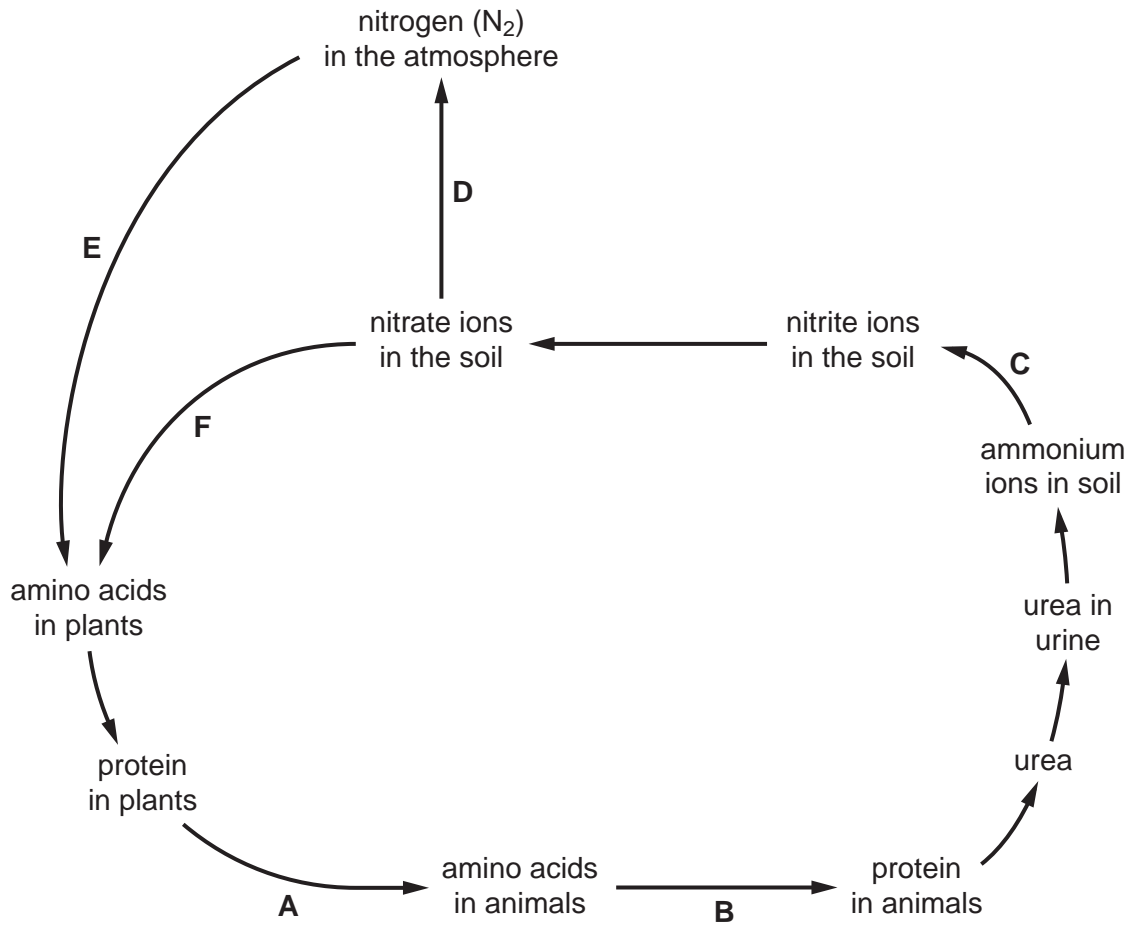 nitrogen (N₂)
in the atmosphere
D
E
nitrate ions
in the soil
nitrite ions
in the soil
C
F
ammonium
ions in soil
amino acids
in plants
urea in
urine
protein
in plants
urea
amino acids
in animals
protein
in animals
A
B